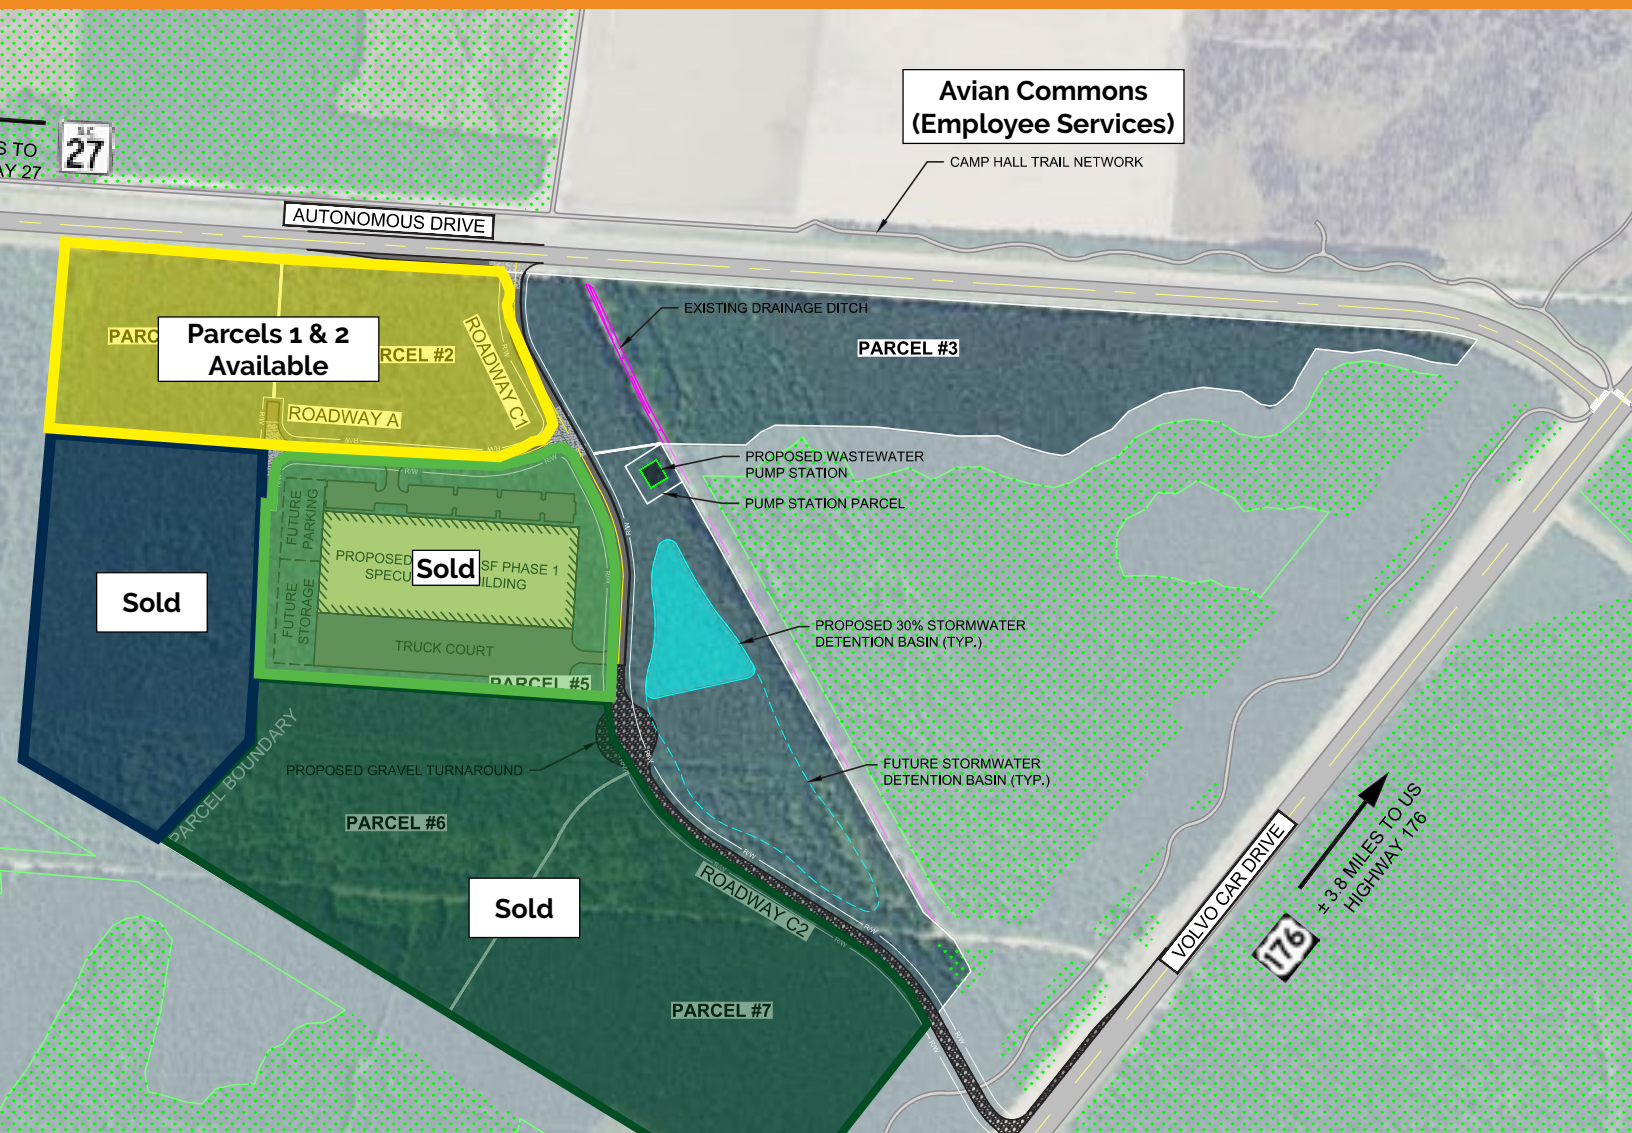 Avian Commons
(Employee Services)
CAMP HALL TRAIL NETWORK
S.C.
27
S TO
AY 27
AUTONOMOUS DRIVE
EXISTING DRAINAGE DITCH
PARCEL #3
PARC
Parcels 1 & 2
Available
RCEL #2
ROADWAY C1
ROADWAY A
R/W
R/W
R/W
R/W
R/W
R/W
R/W
PROPOSED WASTEWATER
PUMP STATION
PUMP STATION PARCEL
FUTURE
PARKING
PROPOSED
SF PHASE 1
SPECU
ILDING
Sold
FUTURE
STORAGE
TRUCK COURT
PARCEL #5
Sold
PROPOSED 30% STORMWATER
DETENTION BASIN (TYP.)
PARCEL BOUNDARY
PROPOSED GRAVEL TURNAROUND
FUTURE STORMWATER
DETENTION BASIN (TYP.)
PARCEL #6
R/W
R/W
ROADWAY C2
Sold
R/W
R/W
PARCEL #7
R/W
R/W
VOLVO CAR DRIVE
± 3.8 MILES TO US
HIGHWAY 176
176